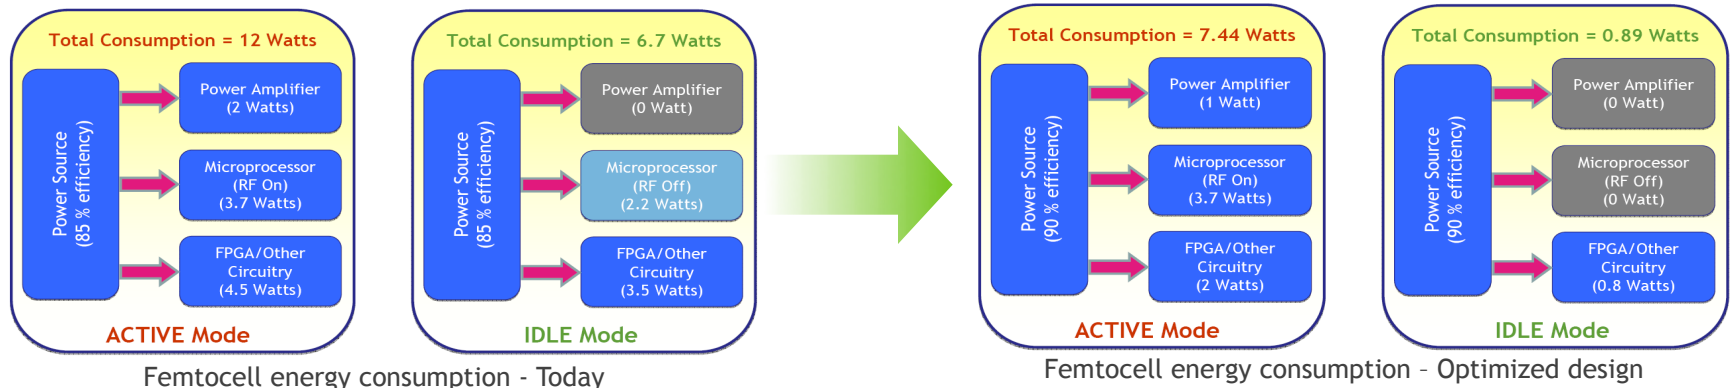 Total Consumption = 12 Watts
Power Source
(85 % efficiency)
Power Amplifier
(2 Watts)
Microprocessor
(RF On)
(3.7 Watts)
FPGA/Other
Circuitry
(4.5 Watts)
ACTIVE Mode
Total Consumption = 6.7 Watts
Power Source
(85 % efficiency)
Power Amplifier
(0 Watt)
Microprocessor
(RF Off)
(2.2 Watts)
FPGA/Other
Circuitry
(3.5 Watts)
IDLE Mode
Femtocell energy consumption - Today
Total Consumption = 7.44 Watts
Power Source
(90 % efficiency)
Power Amplifier
(1 Watt)
Microprocessor
(RF On)
(3.7 Watts)
FPGA/Other
Circuitry
(2 Watts)
ACTIVE Mode
Total Consumption = 0.89 Watts
Power Source
(90 % efficiency)
Power Amplifier
(0 Watt)
Microprocessor
(RF Off)
(0 Watt)
FPGA/Other
Circuitry
(0.8 Watts)
IDLE Mode
Femtocell energy consumption – Optimized design